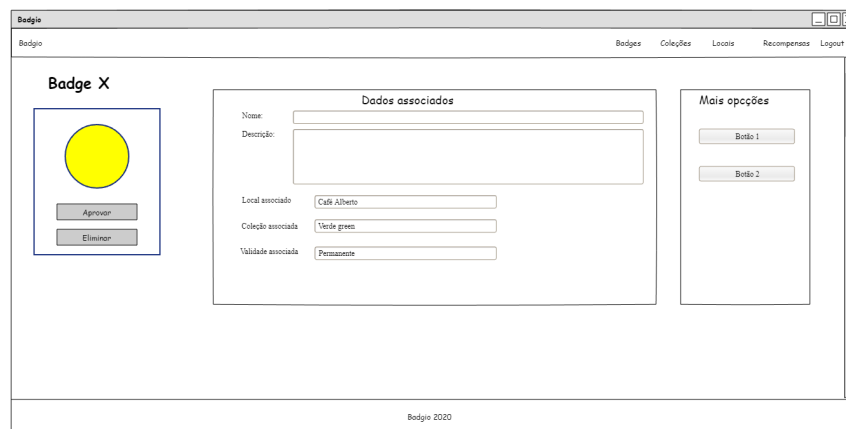 Badgio
Badgio Badges Coleções Locais Recompensas Logout
Badge X
Aprovar
Eliminar
Dados associados
Nome:
Descrição:
Local associado Café Alberto
Coleção associada Verde green
Validade associada Permanente
Mais opcções
Botão 1
Botão 2
Badgio 2020